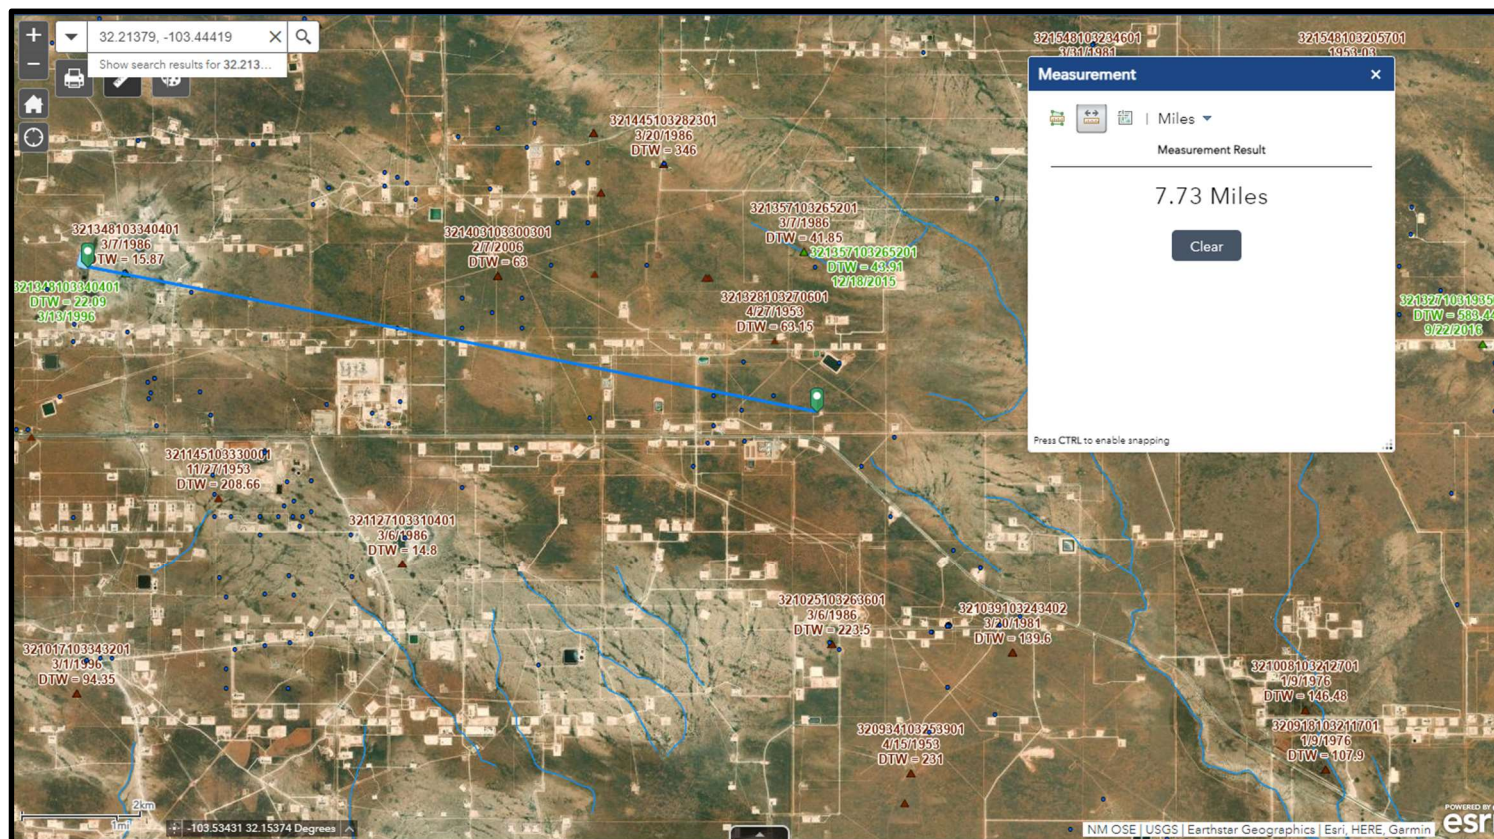 +
−
32.21379, -103.44419
Show search results for 32.213...
321548103234601
3/31/1981
321548103205701
1953-03
Measurement
Miles
Measurement Result
7.73 Miles
Clear
Press CTRL to enable snapping
321445103282301
3/20/1986
DTW = 346
321348103340401
3/7/1986
DTW = 15.87
321348103340401
DTW = 22.09
3/13/1996
321403103300301
2/7/2006
DTW = 63
321357103265201
3/7/1986
DTW = 41.85
321357103265201
DTW = 43.91
12/18/2015
321328103270601
4/27/1953
DTW = 63.15
DTW = 583.44
9/22/2016
321145103330001
11/27/1953
DTW = 208.66
321127103310401
3/6/1986
DTW = 14.8
321025103263601
3/6/1986
DTW = 223.5
321039103243402
3/20/1981
DTW = 139.6
321017103343201
3/1/1996
DTW = 94.35
321008103212701
1/9/1976
DTW = 146.48
320934103253901
4/15/1953
DTW = 231
320918103211701
1/9/1976
DTW = 107.9
2km
1mi
-103.53431 32.15374 Degrees
NM OSE | USGS | Earthstar Geographics | Esri, HERE, Garmin
POWERED BY
esri